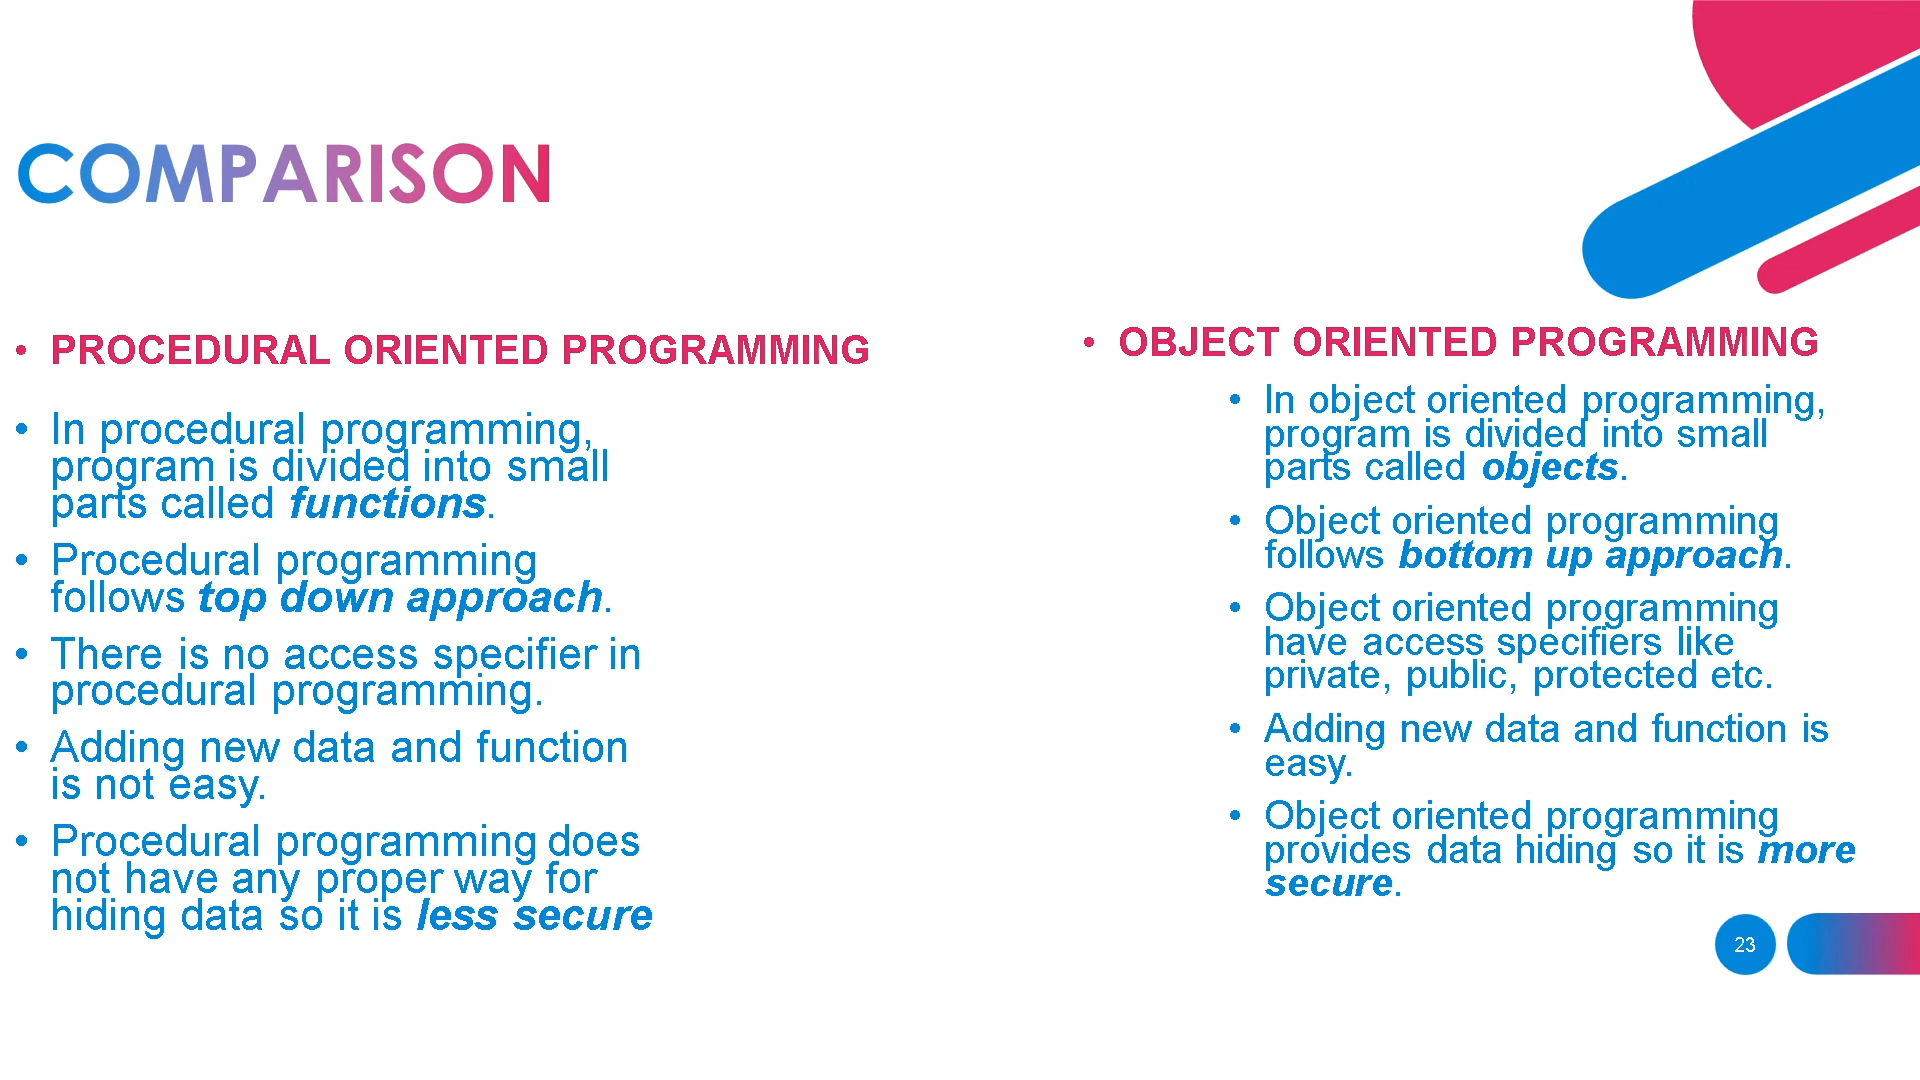 COMPARISON
• PROCEDURAL ORIENTED PROGRAMMING
• In procedural programming,
program is divided into small
parts called functions.
• Procedural programming
follows top down approach.
• There is no access specifier in
procedural programming.
• Adding new data and function
is not easy.
• Procedural programming does
not have any proper way for
hiding data so it is less secure
• OBJECT ORIENTED PROGRAMMING
• In object oriented programming,
program is divided into small
parts called objects.
• Object oriented programming
follows bottom up approach.
• Object oriented programming
have access specifiers like
private, public, protected etc.
• Adding new data and function is
easy.
• Object oriented programming
provides data hiding so it is more
secure.
23